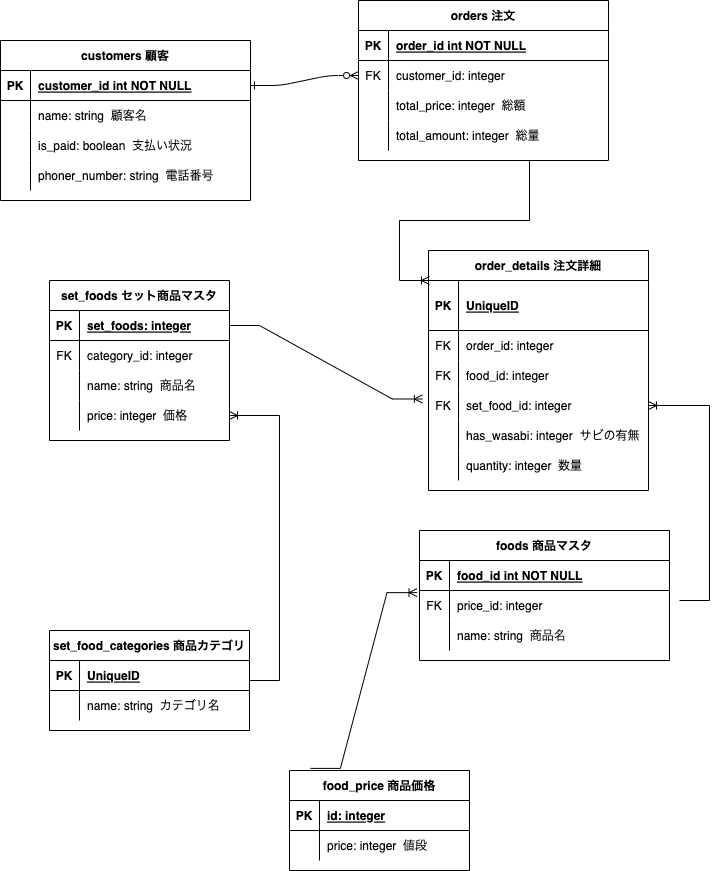 orders 注文
PK order_id int NOT NULL
FK customer_id: integer
total_price: integer 総額
total_amount: integer 総量
customers 顧客
PK customer_id int NOT NULL
name: string 顧客名
is_paid: boolean 支払い状況
phoner_number: string 電話番号
order_details 注文詳細
PK UniqueID
FK order_id: integer
FK food_id: integer
FK set_food_id: integer
has_wasabi: integer サビの有無
quantity: integer 数量
set_foods セット商品マスタ
PK set_foods: integer
FK category_id: integer
name: string 商品名
price: integer 価格
foods 商品マスタ
PK food_id int NOT NULL
FK price_id: integer
name: string 商品名
set_food_categories 商品カテゴリ
PK UniqueID
name: string カテゴリ名
food_price 商品価格
PK id: integer
price: integer 値段